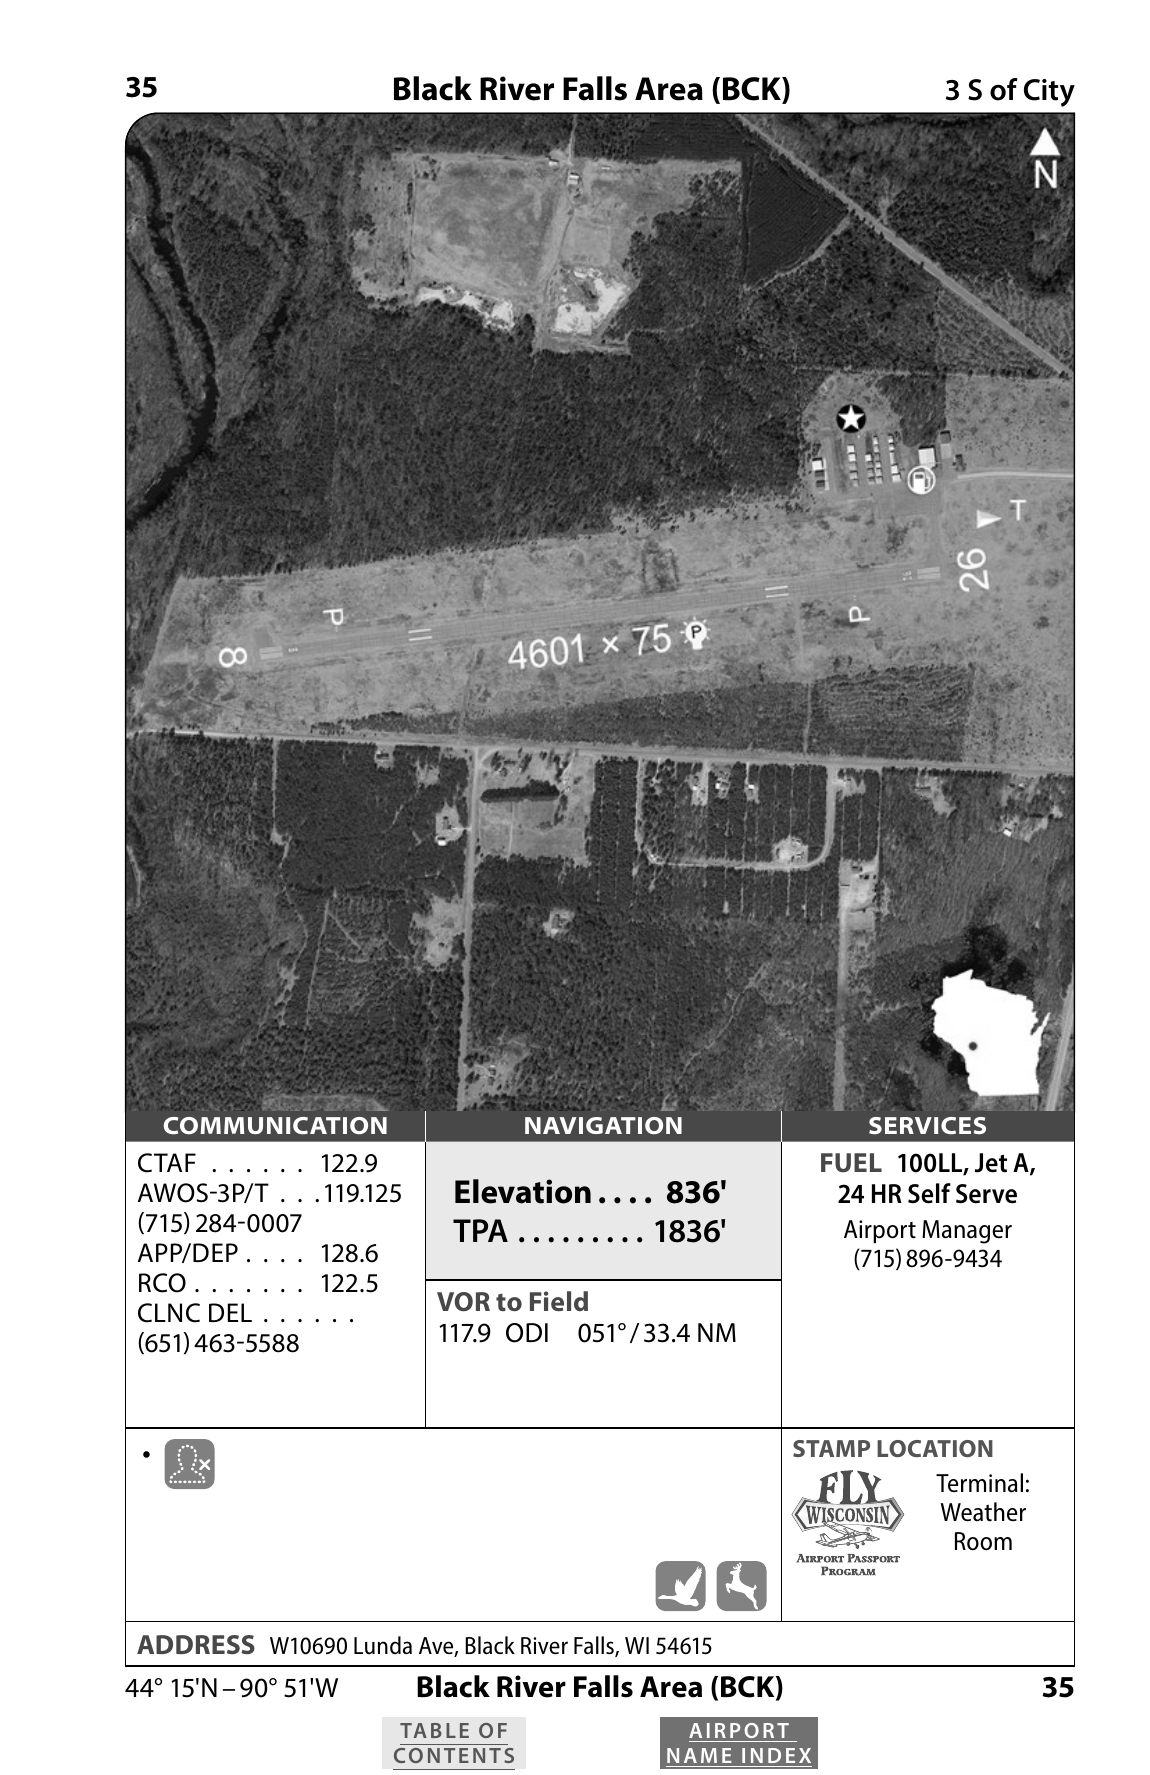 35
Black River Falls Area (BCK)
3 S of City
N
T
26
P
P
4601 × 75
P
8
COMMUNICATION
CTAF . . . . . . 122.9
AWOS-3P/T . . . 119.125
(715) 284-0007
APP/DEP . . . . 128.6
RCO . . . . . . . 122.5
CLNC DEL . . . . . .
(651) 463-5588
NAVIGATION
Elevation . . . . 836'
TPA . . . . . . . . . 1836'
VOR to Field
117.9 ODI 051° / 33.4 NM
SERVICES
FUEL 100LL, Jet A,
24 HR Self Serve
Airport Manager
(715) 896-9434
•
STAMP LOCATION
FLY
WISCONSIN
AIRPORT PASSPORT
PROGRAM
Terminal:
Weather
Room
ADDRESS W10690 Lunda Ave, Black River Falls, WI 54615
44° 15'N – 90° 51'W
Black River Falls Area (BCK)
35
TABLE OF
CONTENTS
AIRPORT
NAME INDEX